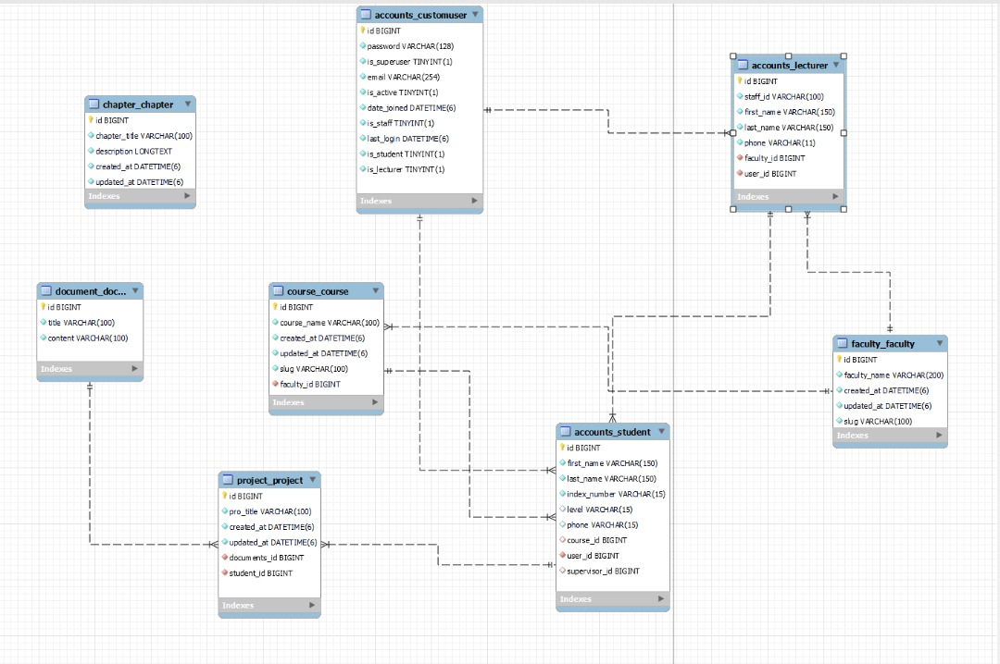 accounts_customuser
id BIGINT
password VARCHAR(128)
is_superuser TINYINT(1)
email VARCHAR(254)
is_active TINYINT(1)
date_joined DATETIME(6)
is_staff TINYINT(1)
last_login DATETIME(6)
is_student TINYINT(1)
is_lecturer TINYINT(1)
Indexes
accounts_lecturer
id BIGINT
staff_id VARCHAR(100)
first_name VARCHAR(150)
last_name VARCHAR(150)
phone VARCHAR(11)
faculty_id BIGINT
user_id BIGINT
Indexes
chapter_chapter
id BIGINT
chapter_title VARCHAR(100)
description LONGTEXT
created_at DATETIME(6)
updated_at DATETIME(6)
Indexes
document_doc...
id BIGINT
title VARCHAR(100)
content VARCHAR(100)
Indexes
course_course
id BIGINT
course_name VARCHAR(100)
created_at DATETIME(6)
updated_at DATETIME(6)
slug VARCHAR(100)
faculty_id BIGINT
Indexes
faculty_faculty
id BIGINT
faculty_name VARCHAR(200)
created_at DATETIME(6)
updated_at DATETIME(6)
slug VARCHAR(100)
Indexes
accounts_student
id BIGINT
first_name VARCHAR(150)
last_name VARCHAR(150)
index_number VARCHAR(15)
level VARCHAR(15)
phone VARCHAR(15)
course_id BIGINT
user_id BIGINT
supervisor_id BIGINT
Indexes
project_project
id BIGINT
pro_title VARCHAR(100)
created_at DATETIME(6)
updated_at DATETIME(6)
documents_id BIGINT
student_id BIGINT
Indexes